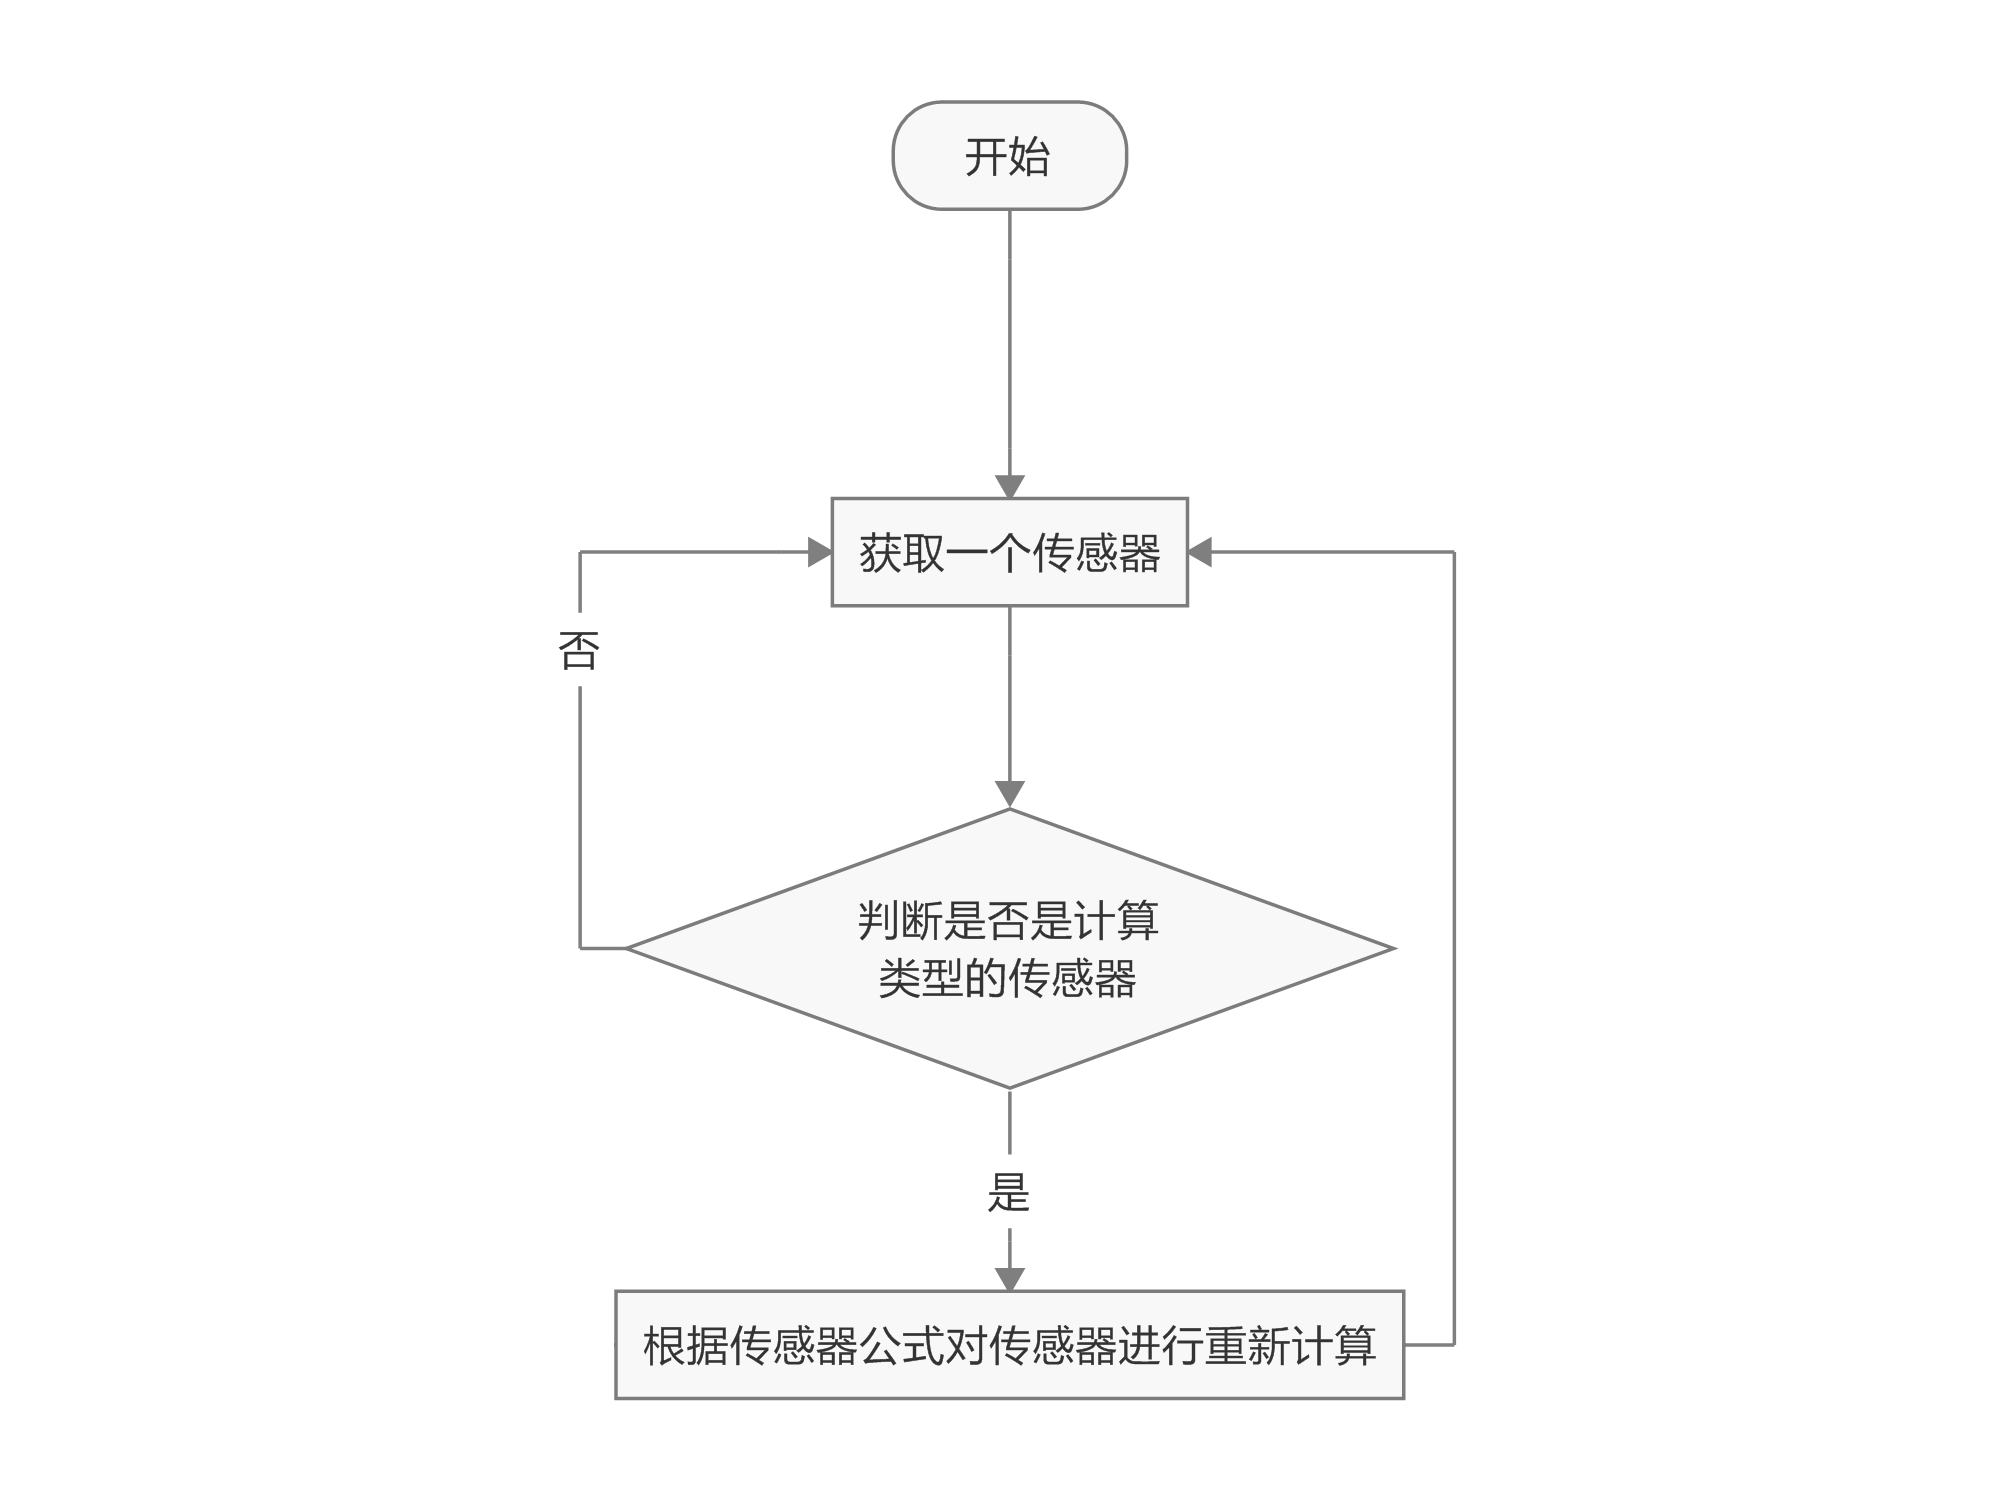 开始
获取一个传感器
否
判断是否是计算
类型的传感器
是
根据传感器公式对传感器进行重新计算